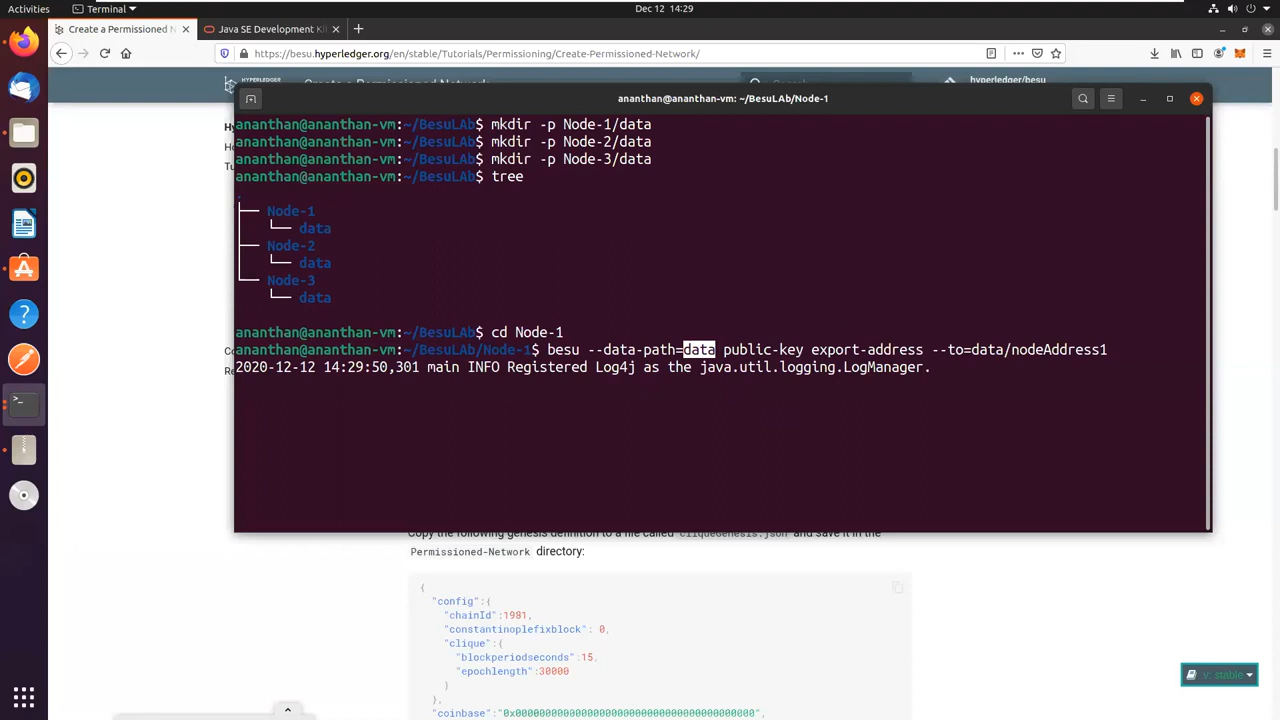 Activities
Terminal
Dec 12 14:29
Create a Permissioned N
Java SE Development Ki
https://besu.hyperledger.org/en/stable/Tutorials/Permissioning/Create-Permissioned-Network/
hyperledger/besu
ananthan@ananthan-vm: ~/BesuLAb/Node-1
ananthan@ananthan-vm:~/BesuLAb$ mkdir -p Node-1/data
ananthan@ananthan-vm:~/BesuLAb$ mkdir -p Node-2/data
ananthan@ananthan-vm:~/BesuLAb$ mkdir -p Node-3/data
ananthan@ananthan-vm:~/BesuLAb$ tree
.
├── Node-1
│   └── data
├── Node-2
│   └── data
└── Node-3
    └── data
ananthan@ananthan-vm:~/BesuLAb$ cd Node-1
ananthan@ananthan-vm:~/BesuLAb/Node-1$ besu --data-path=data public-key export-address --to=data/nodeAddress1
2020-12-12 14:29:50,301 main INFO Registered Log4j as the java.util.logging.LogManager.
Copy the following genesis definition to a file called cliqueGenesis.json and save it in the
Permissioned-Network directory:
{
"config":{
"chainId":1981,
"constantinoplefixblock": 0,
"clique":{
"blockperiodseconds":15,
"epochlength":30000
}
},
"coinbase":"0x0000000000000000000000000000000000000000",
v: stable